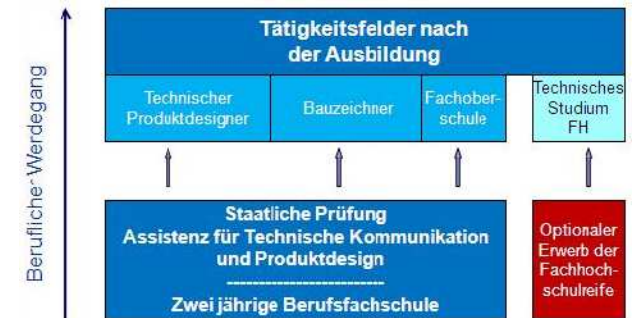 Beruflicher Werdegang
Tätigkeitsfelder nach
der Ausbildung
Technischer
Produktdesigner
Bauzeichner
Fachober-
schule
Technisches
Studium
FH
Staatliche Prüfung
Assistenz für Technische Kommunikation
und Produktdesign
-------------------------
Zwei jährige Berufsfachschule
Optionaler
Erwerb der
Fachhoch-
schulreife